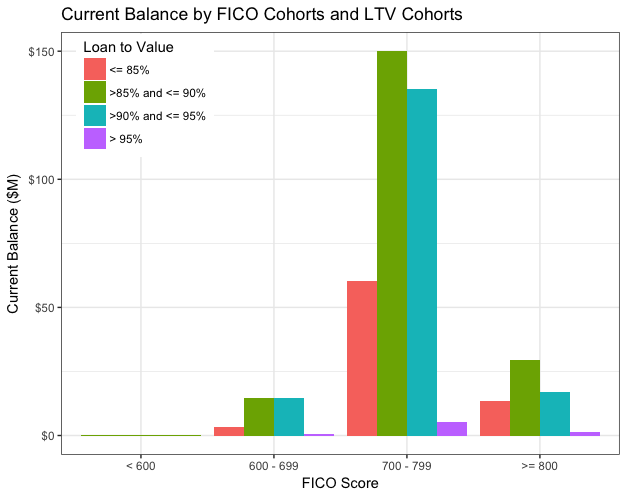 Current Balance by FICO Cohorts and LTV Cohorts
Loan to Value
<= 85%
>85% and <= 90%
>90% and <= 95%
> 95%
$150
$100
$50
$0
Current Balance ($M)
< 600
600 - 699
700 - 799
>= 800
FICO Score